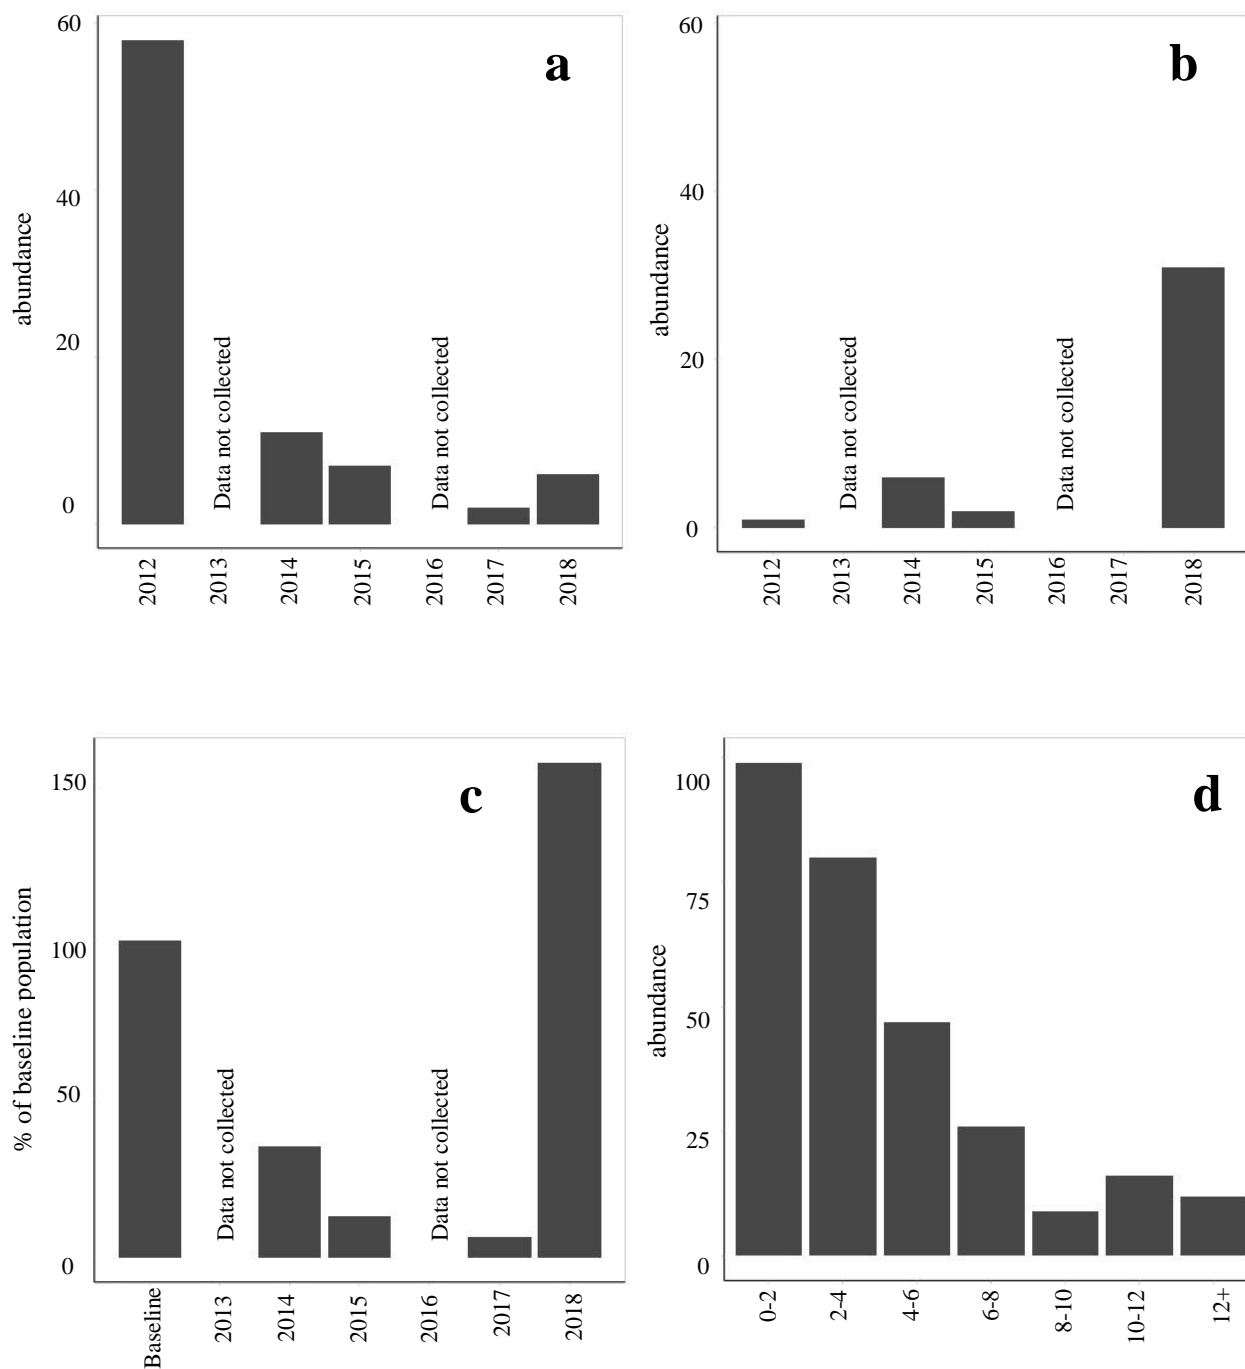 60
a
40
20
0
abundance
Data not collected
Data not collected
2012
2013
2014
2015
2016
2017
2018
60
b
40
20
0
abundance
Data not collected
Data not collected
2012
2013
2014
2015
2016
2017
2018
150
c
100
50
0
% of baseline population
Data not collected
Data not collected
Baseline
2013
2014
2015
2016
2017
2018
100
d
75
50
25
0
abundance
0-2
2-4
4-6
6-8
8-10
10-12
12+